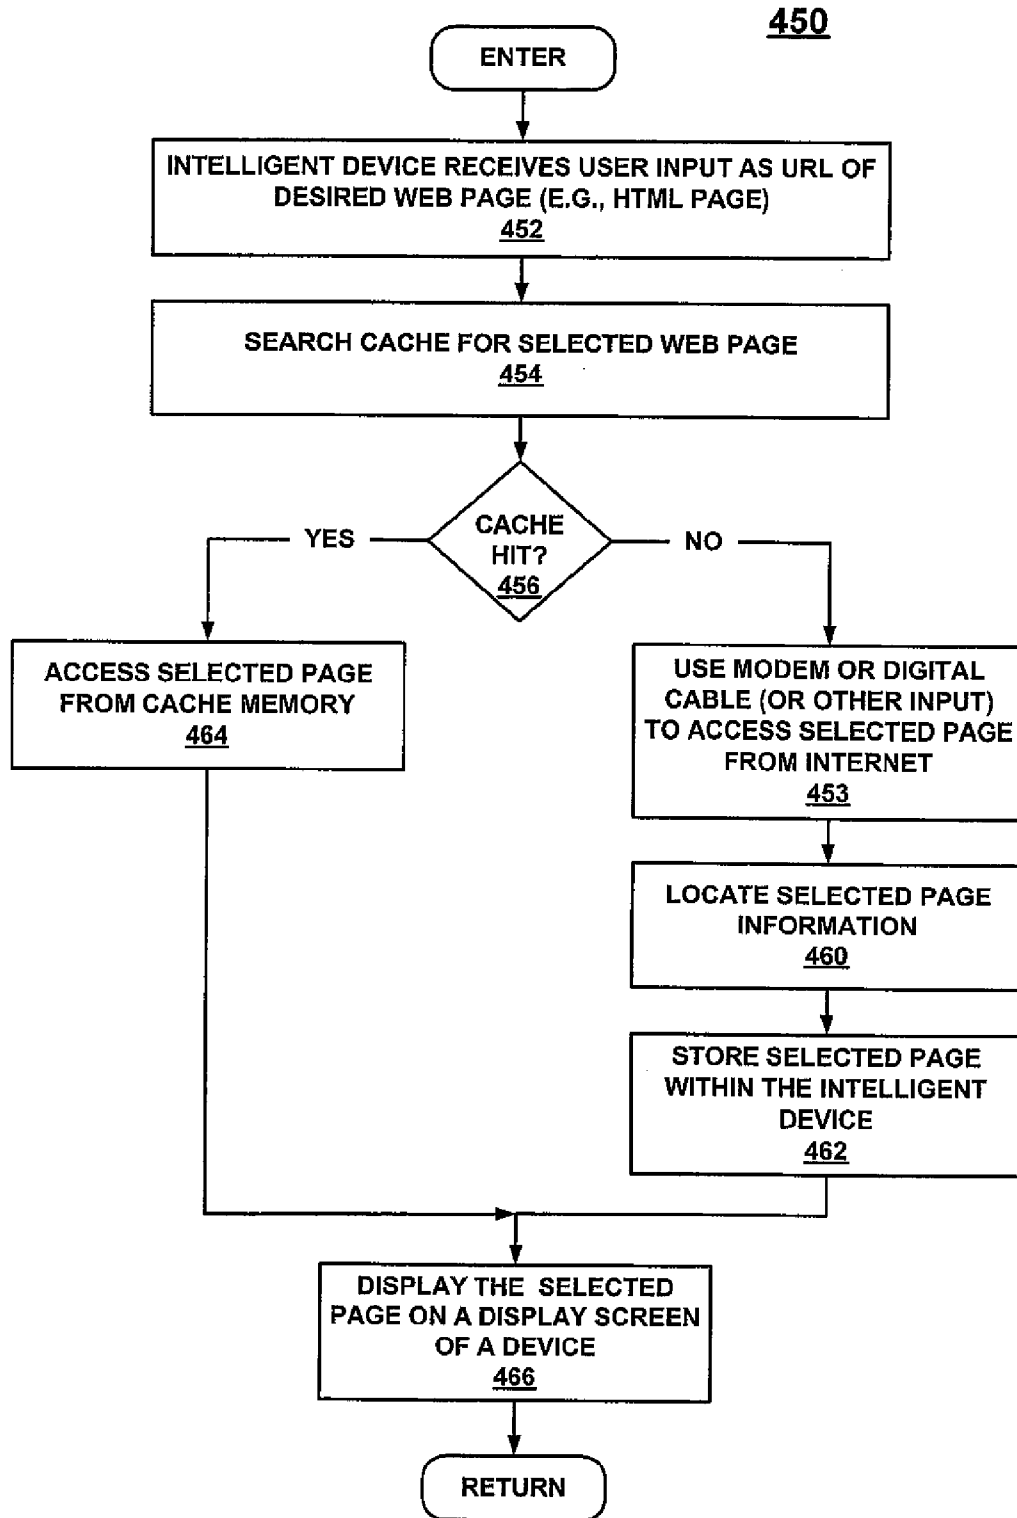 450
ENTER
INTELLIGENT DEVICE RECEIVES USER INPUT AS URL OF
DESIRED WEB PAGE (E.G., HTML PAGE)
452
SEARCH CACHE FOR SELECTED WEB PAGE
454
CACHE
HIT?
456
YES
NO
ACCESS SELECTED PAGE
FROM CACHE MEMORY
464
USE MODEM OR DIGITAL
CABLE (OR OTHER INPUT)
TO ACCESS SELECTED PAGE
FROM INTERNET
453
LOCATE SELECTED PAGE
INFORMATION
460
STORE SELECTED PAGE
WITHIN THE INTELLIGENT
DEVICE
462
DISPLAY THE SELECTED
PAGE ON A DISPLAY SCREEN
OF A DEVICE
466
RETURN